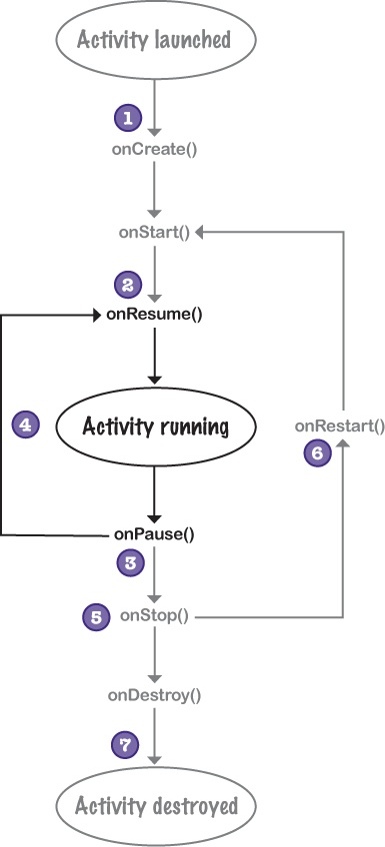 Activity launched
1
onCreate()
onStart()
2
onResume()
4
Activity running
onRestart()
6
onPause()
3
5
onStop()
onDestroy()
7
Activity destroyed